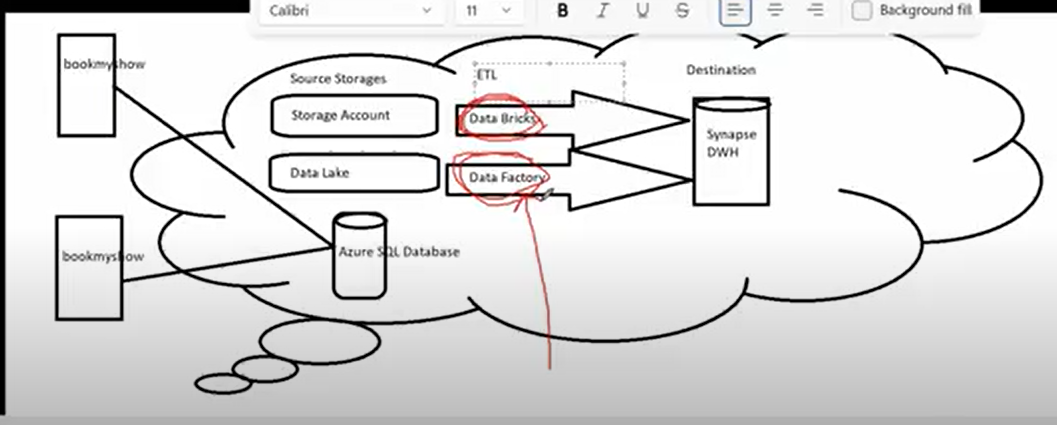 Calibri
11
B I U S
Background fill
bookmyshow
Source Storages
ETL
Destination
Storage Account
Data Bricks
Synapse
DWH
Data Lake
Data Factory
bookmyshow
Azure SQL Database